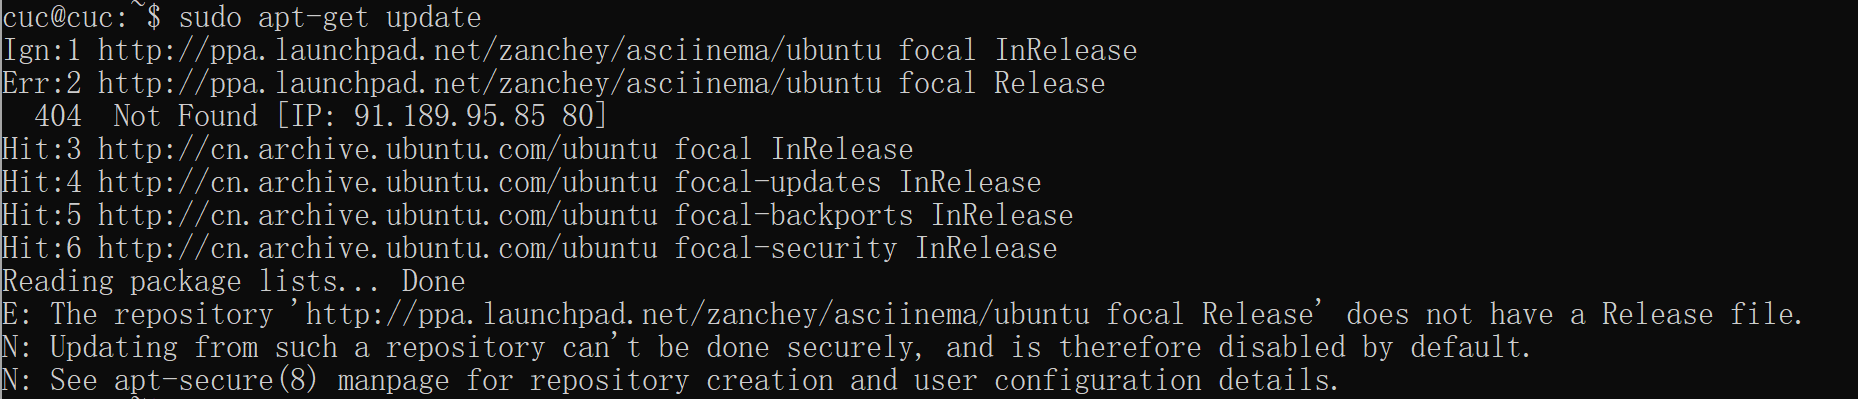 cuc@cuc:~$ sudo apt-get update
Ign:1 http://ppa.launchpad.net/zanchey/asciinema/ubuntu focal InRelease
Err:2 http://ppa.launchpad.net/zanchey/asciinema/ubuntu focal Release
  404  Not Found [IP: 91.189.95.85 80]
Hit:3 http://cn.archive.ubuntu.com/ubuntu focal InRelease
Hit:4 http://cn.archive.ubuntu.com/ubuntu focal-updates InRelease
Hit:5 http://cn.archive.ubuntu.com/ubuntu focal-backports InRelease
Hit:6 http://cn.archive.ubuntu.com/ubuntu focal-security InRelease
Reading package lists... Done
E: The repository 'http://ppa.launchpad.net/zanchey/asciinema/ubuntu focal Release' does not have a Release file.
N: Updating from such a repository can't be done securely, and is therefore disabled by default.
N: See apt-secure(8) manpage for repository creation and user configuration details.